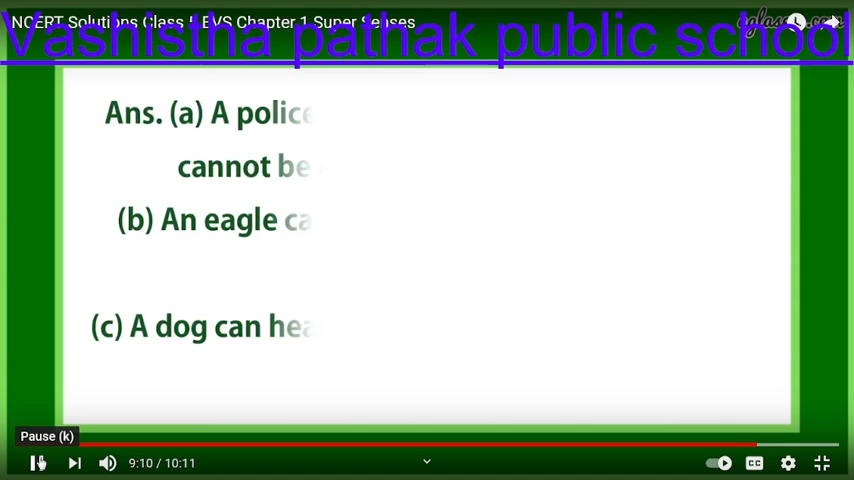 NCERT Solutions Class 5 EVS Chapter 1 Super Senses
Vashistha pathak public school
Ans. (a) A police
cannot be
(b) An eagle ca
(c) A dog can hea
Pause (k)
9:10 / 10:11
CC